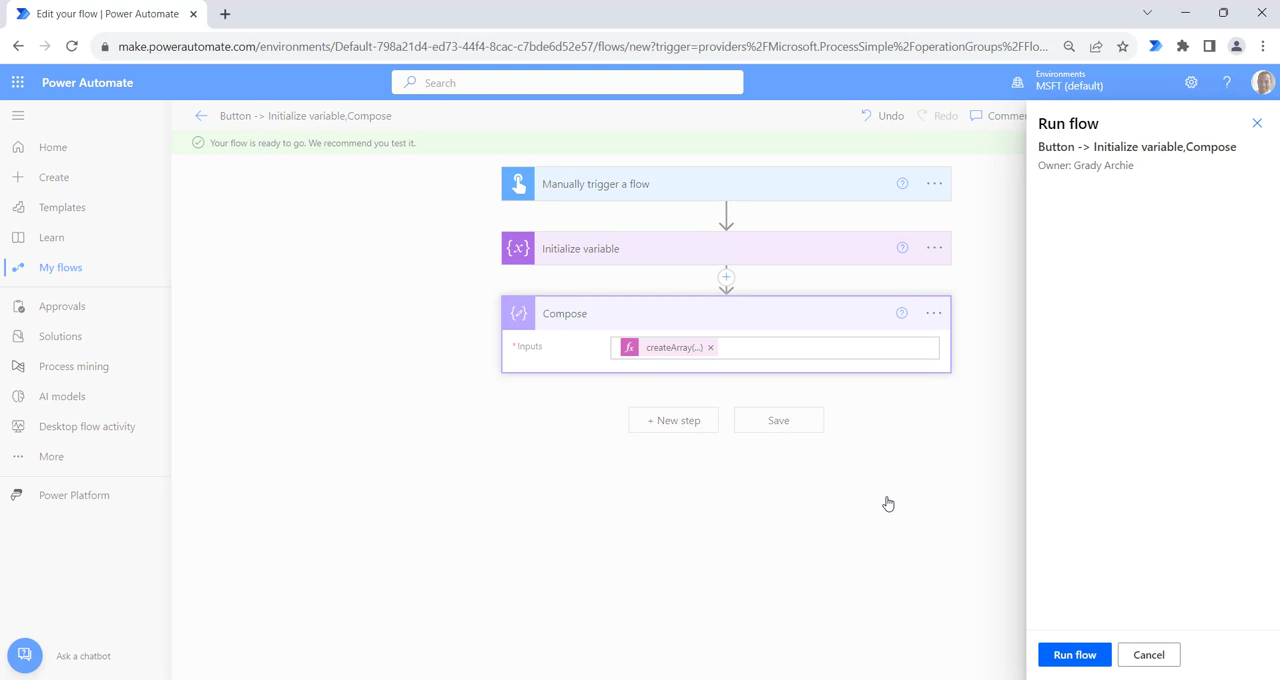 Edit your flow | Power Automate
make.powerautomate.com/environments/Default-798a21d4-ed73-44f4-8cac-c7bde6d52e57/flows/new?trigger=providers%2FMicrosoft.ProcessSimple%2FoperationGroups%2FFlo...
Power Automate
Search
Environments
MSFT (default)
Button -> Initialize variable,Compose
Undo
Redo
Commen
Your flow is ready to go. We recommend you test it.
Home
Create
Templates
Learn
My flows
Approvals
Solutions
Process mining
AI models
Desktop flow activity
More
Power Platform
Ask a chatbot
Manually trigger a flow
{x} Initialize variable
Compose
* Inputs
fx createArray(...) ×
+ New step
Save
Run flow
Button -> Initialize variable,Compose
Owner: Grady Archie
Run flow
Cancel